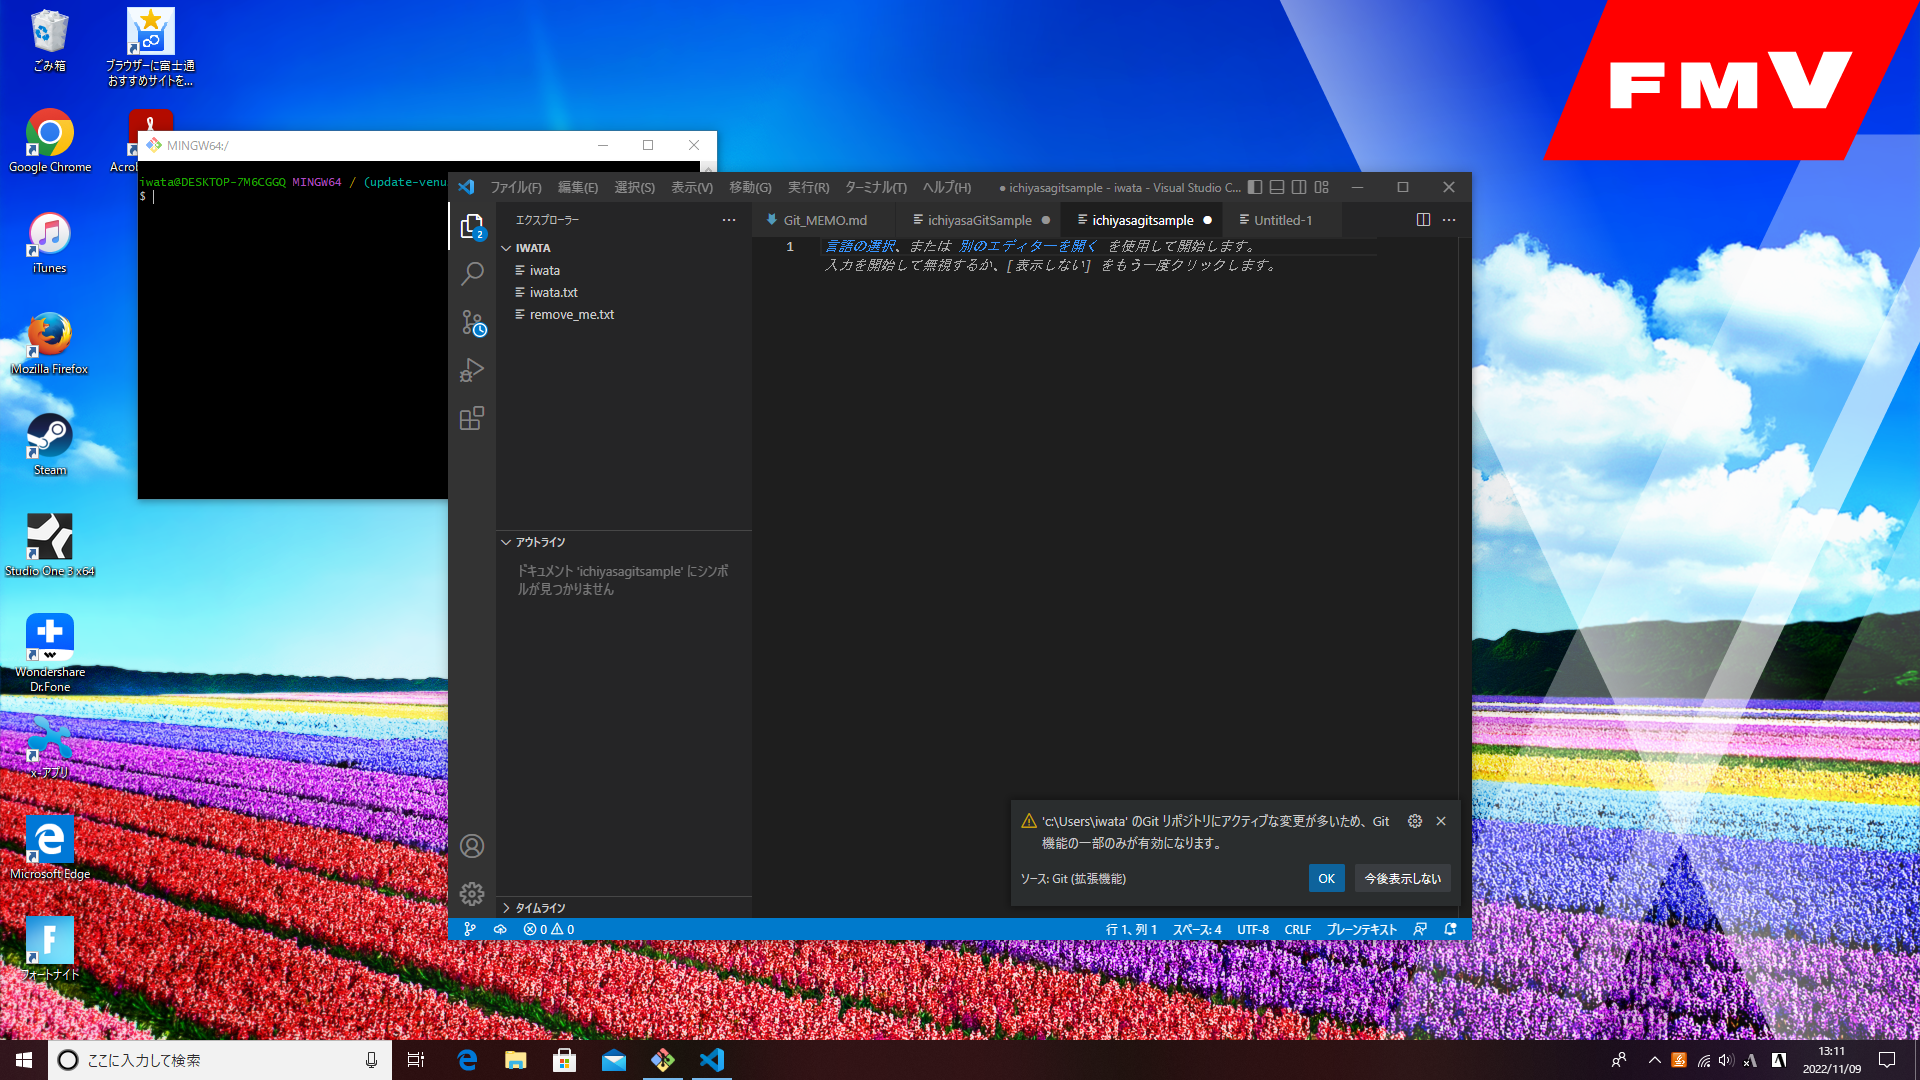 ごみ箱
ブラウザーに富士通
おすすめサイトを...
Google Chrome
Acrol
iTunes
Mozilla Firefox
Steam
Studio One 3 x64
Wondershare
Dr.Fone
x-アプリ
Microsoft Edge
フォートナイト
FMV
MINGW64:/
iwata@DESKTOP-7M6CGGQ MINGW64 / (update-venu
$
ファイル(F) 編集(E) 選択(S) 表示(V) 移動(G) 実行(R) ターミナル(T) ヘルプ(H) ● ichiyasagitsample - iwata - Visual Studio C...
エクスプローラー
Git_MEMO.md ichiyasaGitSample ichiyasagitsample Untitled-1
IWATA
iwata
iwata.txt
remove_me.txt
1 言語の選択、または 別のエディターを開く を使用して開始します。
入力を開始して無視するか、[表示しない] をもう一度クリックします。
2
アウトライン
ドキュメント 'ichiyasagitsample' にシンボ
ルが見つかりません
タイムライン
'c:\Users\iwata' のGit リポジトリにアクティブな変更が多いため、Git
機能の一部のみが有効になります。
ソース: Git (拡張機能)
OK 今後表示しない
0 0
行 1、列 1 スペース: 4 UTF-8 CRLF プレーンテキスト
ここに入力して検索
13:11
2022/11/09